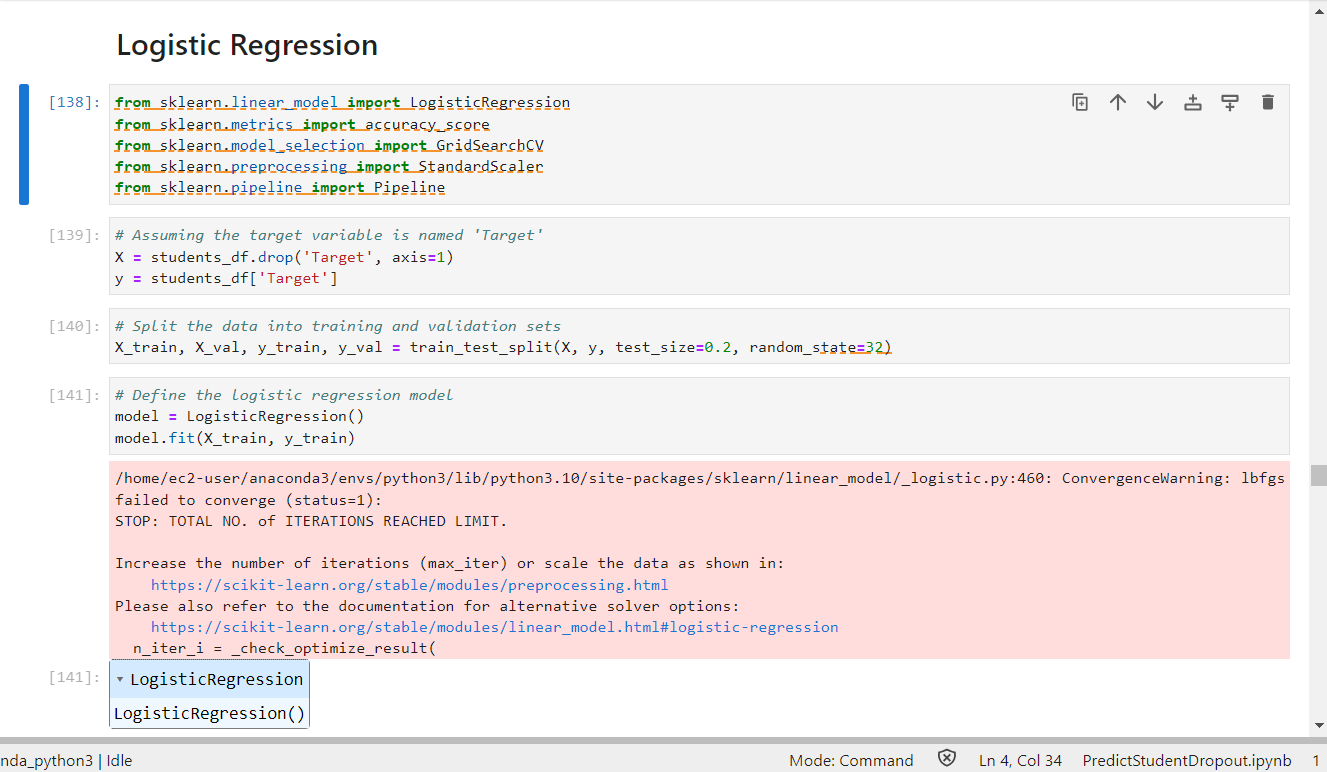 Logistic Regression
[138]:
from sklearn.linear_model import LogisticRegression
from sklearn.metrics import accuracy_score
from sklearn.model_selection import GridSearchCV
from sklearn.preprocessing import StandardScaler
from sklearn.pipeline import Pipeline
[139]:
# Assuming the target variable is named 'Target'
X = students_df.drop('Target', axis=1)
y = students_df['Target']
[140]:
# Split the data into training and validation sets
X_train, X_val, y_train, y_val = train_test_split(X, y, test_size=0.2, random_state=32)
[141]:
# Define the logistic regression model
model = LogisticRegression()
model.fit(X_train, y_train)
/home/ec2-user/anaconda3/envs/python3/lib/python3.10/site-packages/sklearn/linear_model/_logistic.py:460: ConvergenceWarning: lbfgs
failed to converge (status=1):
STOP: TOTAL NO. of ITERATIONS REACHED LIMIT.
Increase the number of iterations (max_iter) or scale the data as shown in:
https://scikit-learn.org/stable/modules/preprocessing.html
Please also refer to the documentation for alternative solver options:
https://scikit-learn.org/stable/modules/linear_model.html#logistic-regression
n_iter_i = _check_optimize_result(
[141]:
LogisticRegression
LogisticRegression()
nda_python3 | Idle
Mode: Command
Ln 4, Col 34
PredictStudentDropout.ipynb
1